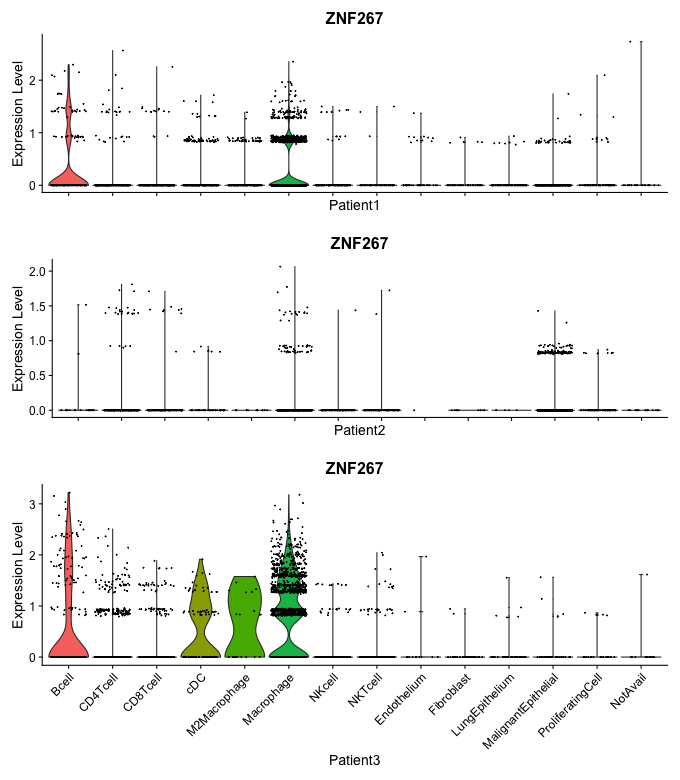 ZNF267
Expression Level
2
1
0
Patient1
ZNF267
Expression Level
2.0
1.5
1.0
0.5
0.0
Patient2
ZNF267
Expression Level
3
2
1
0
Bcell
CD4Tcell
CD8Tcell
cDC
M2Macrophage
Macrophage
NKcell
NKTcell
Endothelium
Fibroblast
LungEpithelium
MalignantEpithelial
ProliferatingCell
NotAvail
Patient3